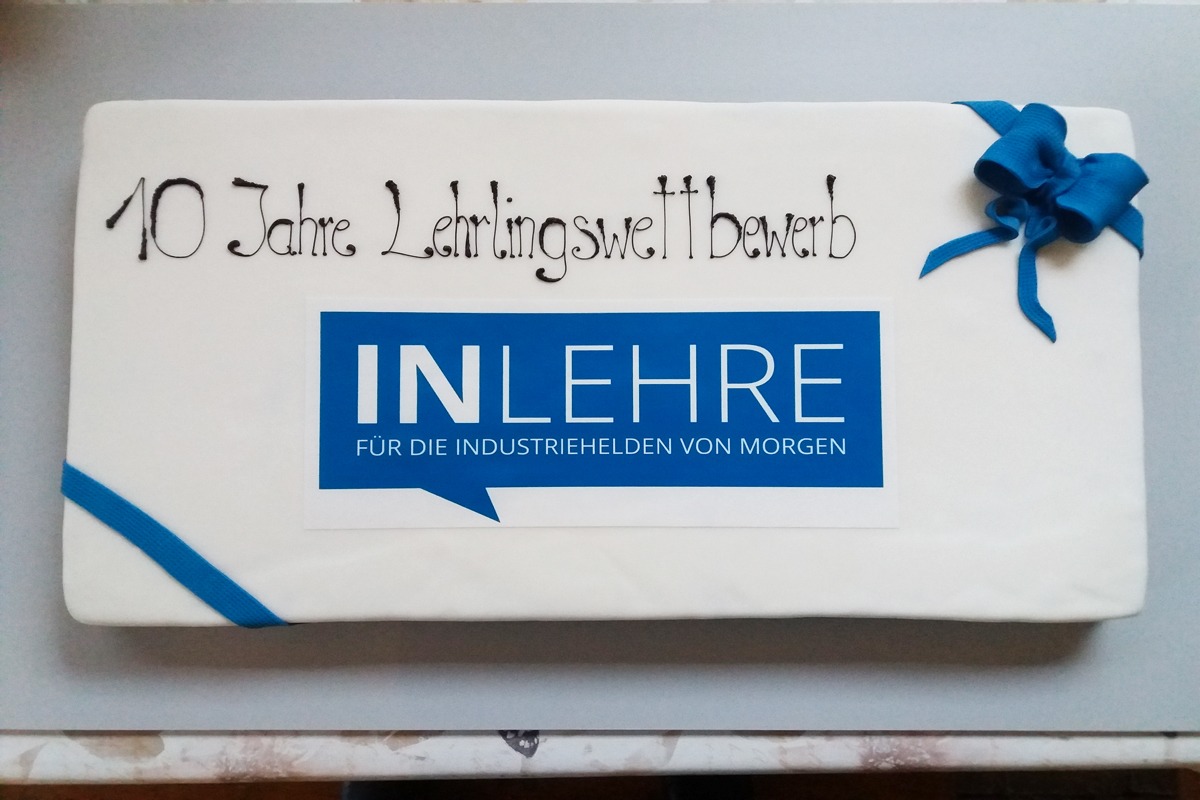 10 Jahre Lehrlingswettbewerb
INLEHRE
FÜR DIE INDUSTRIEHELDEN VON MORGEN